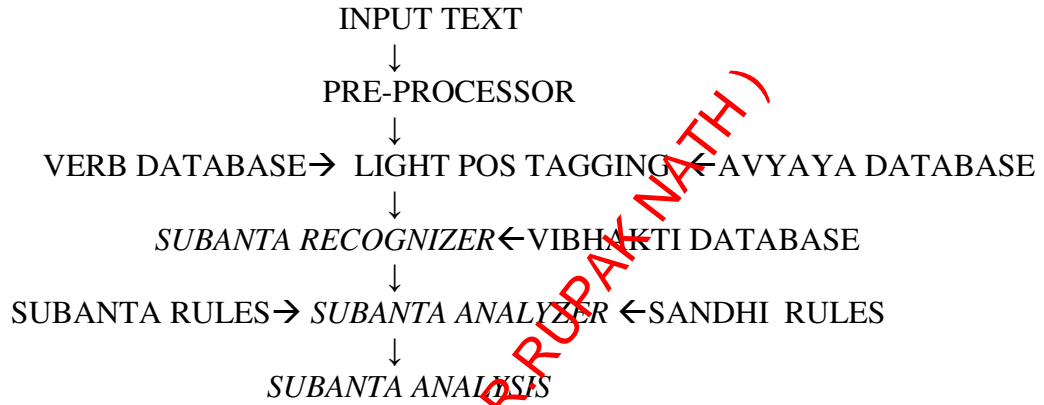 INPUT TEXT
↓
PRE-PROCESSOR
↓
VERB DATABASE→ LIGHT POS TAGGING ←AVYAYA DATABASE
↓
SUBANTA RECOGNIZER←VIBHAKTI DATABASE
↓
SUBANTA RULES→ SUBANTA ANALYZER ←SANDHI RULES
↓
SUBANTA ANALYSIS
R.RUPAK NATH )